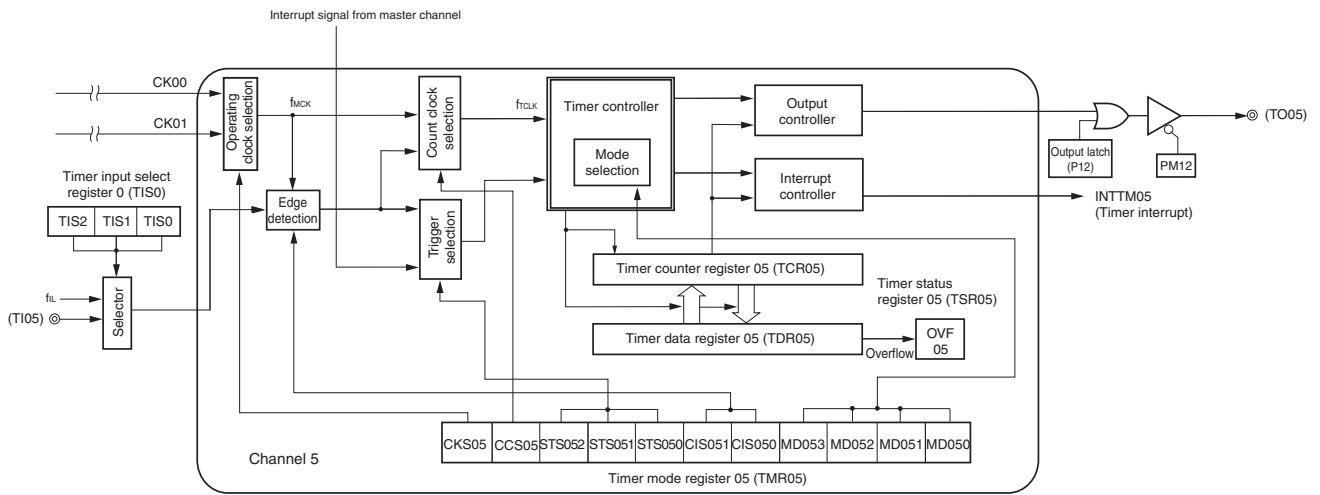 Interrupt signal from master channel
CK00
CK01
Operating
clock selection
fMCK
Count clock
selection
fTCLK
Timer controller
Mode
selection
Output
controller
Interrupt
controller
Output latch
(P12)
PM12
(TO05)
INTTM05
(Timer interrupt)
Timer input select
register 0 (TIS0)
TIS2
TIS1
TIS0
Edge
detection
Trigger
selection
fIL
(TI05)
Selector
Timer counter register 05 (TCR05)
Timer status
register 05 (TSR05)
Timer data register 05 (TDR05)
Overflow
OVF
05
CKS05
CCS05
STS052
STS051
STS050
CIS051
CIS050
MD053
MD052
MD051
MD050
Channel 5
Timer mode register 05 (TMR05)